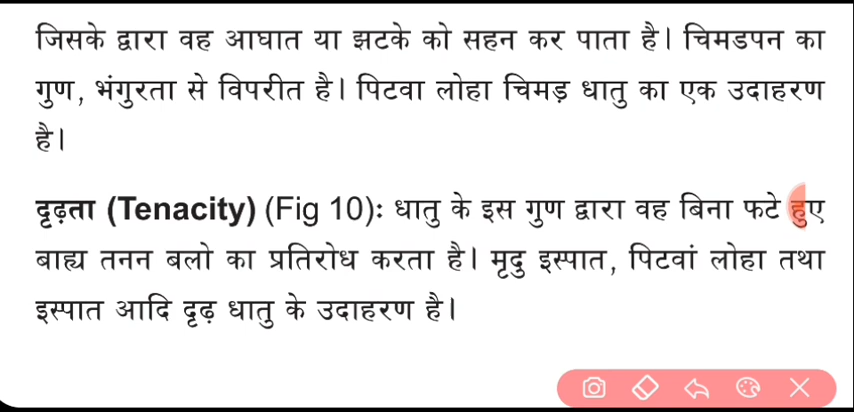 जिसके द्वारा वह आघात या झटके को सहन कर पाता है। चिमडपन का
गुण, भंगुरता से विपरीत है। पिटवा लोहा चिमड़ धातु का एक उदाहरण
है।
दृढ़ता (Tenacity) (Fig 10): धातु के इस गुण द्वारा वह बिना फटे हुए
बाह्य तनन बलो का प्रतिरोध करता है। मृदु इस्पात, पिटवां लोहा तथा
इस्पात आदि दृढ़ धातु के उदाहरण है।